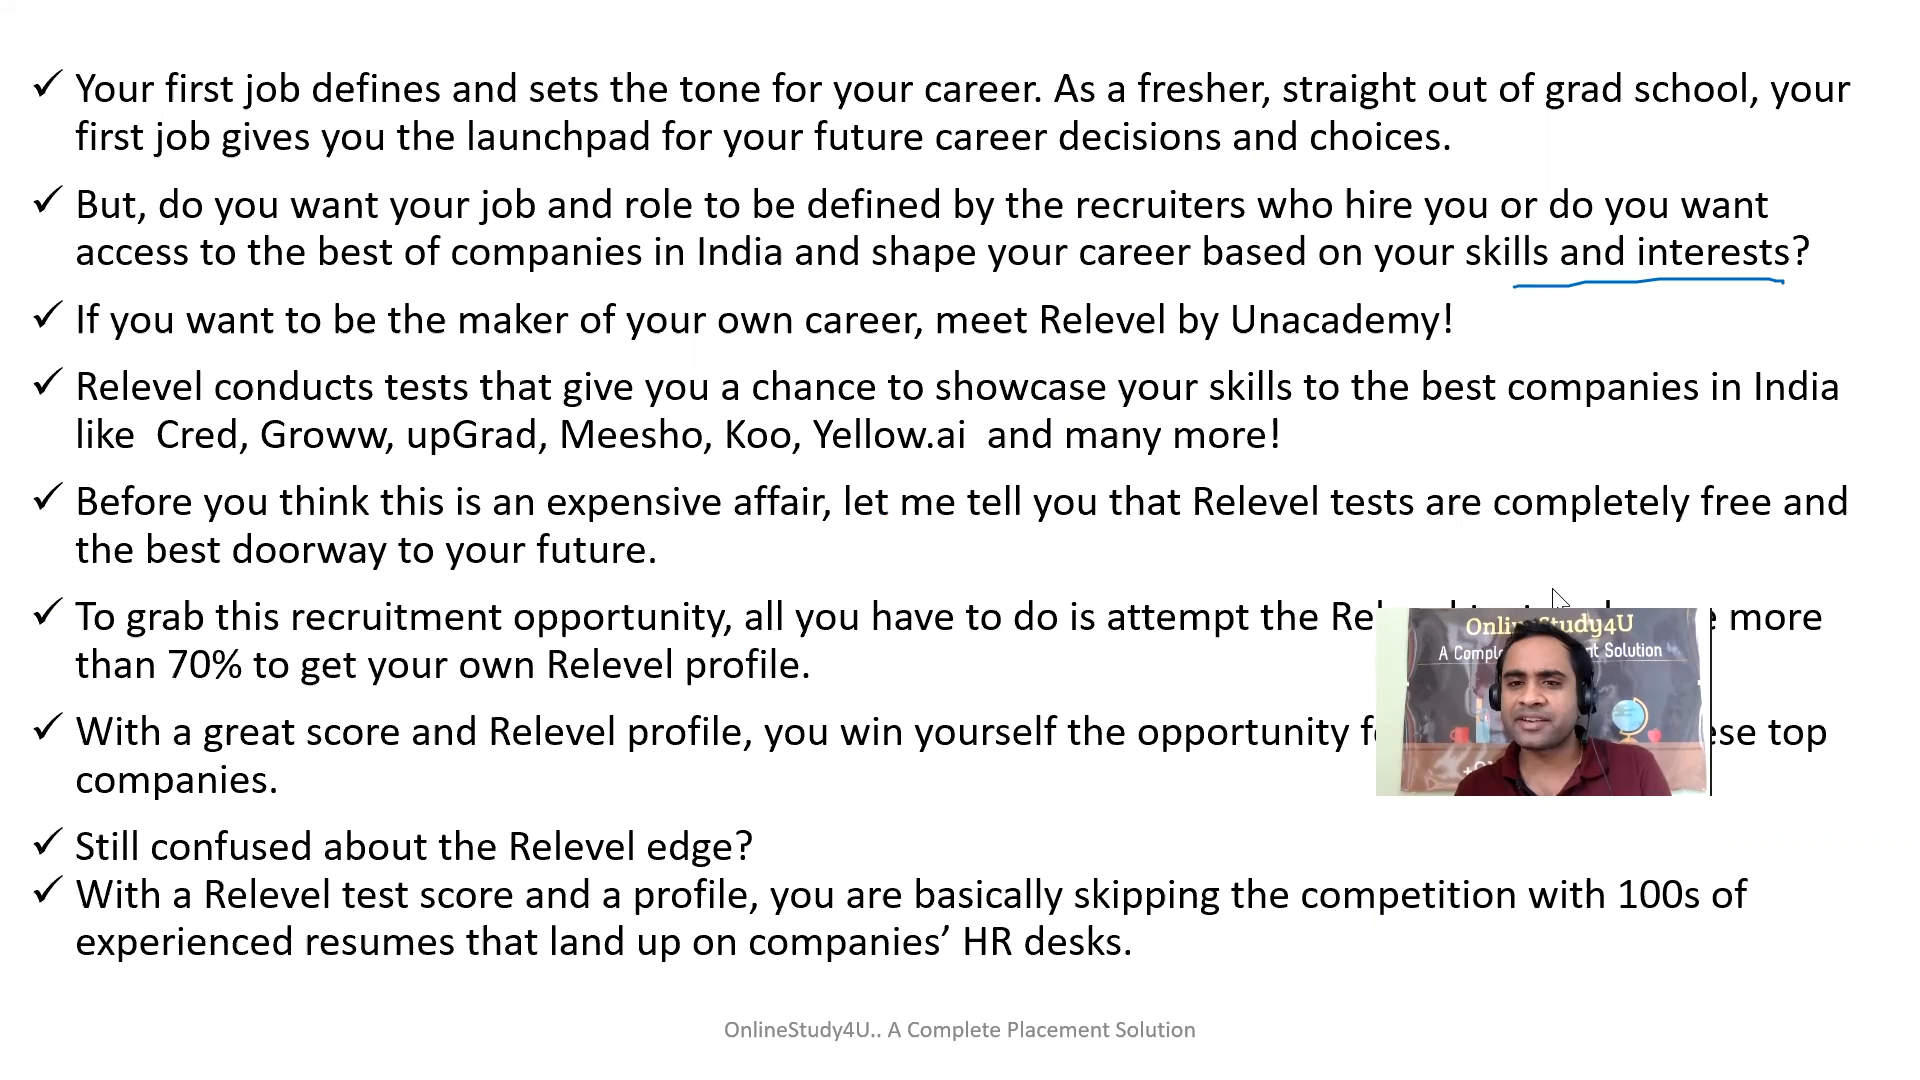 ✓ Your first job defines and sets the tone for your career. As a fresher, straight out of grad school, your
first job gives you the launchpad for your future career decisions and choices.
✓ But, do you want your job and role to be defined by the recruiters who hire you or do you want
access to the best of companies in India and shape your career based on your skills and interests?
✓ If you want to be the maker of your own career, meet Relevel by Unacademy!
✓ Relevel conducts tests that give you a chance to showcase your skills to the best companies in India
like Cred, Groww, upGrad, Meesho, Koo, Yellow.ai and many more!
✓ Before you think this is an expensive affair, let me tell you that Relevel tests are completely free and
the best doorway to your future.
✓ To grab this recruitment opportunity, all you have to do is attempt the more
than 70% to get your own Relevel profile.
✓ With a great score and Relevel profile, you win yourself the opportunity top
companies.
✓ Still confused about the Relevel edge?
✓ With a Relevel test score and a profile, you are basically skipping the competition with 100s of
experienced resumes that land up on companies’ HR desks.
Study4U
A Solution
OnlineStudy4U.. A Complete Placement Solution